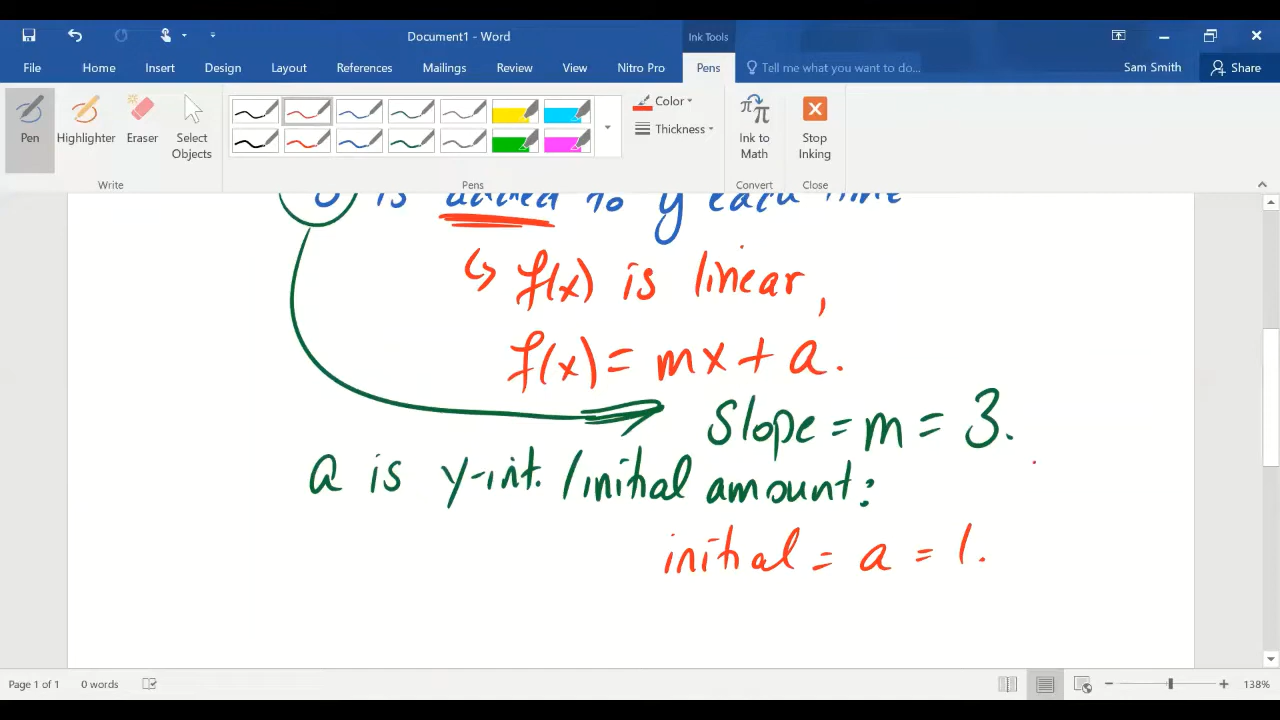 Document1 - Word
Ink Tools
File Home Insert Design Layout References Mailings Review View Nitro Pro Pens Tell me what you want to do... Sam Smith Share
Pen Highlighter Eraser Select Objects
Color
Thickness
Ink to Math
Stop Inking
Write Pens Convert Close
3 is added to y each time
↳ f(x) is linear,
f(x) = mx + a.
Slope = m = 3.
a is y-int. / initial amount:
initial = a = 1.
Page 1 of 1 0 words 138%